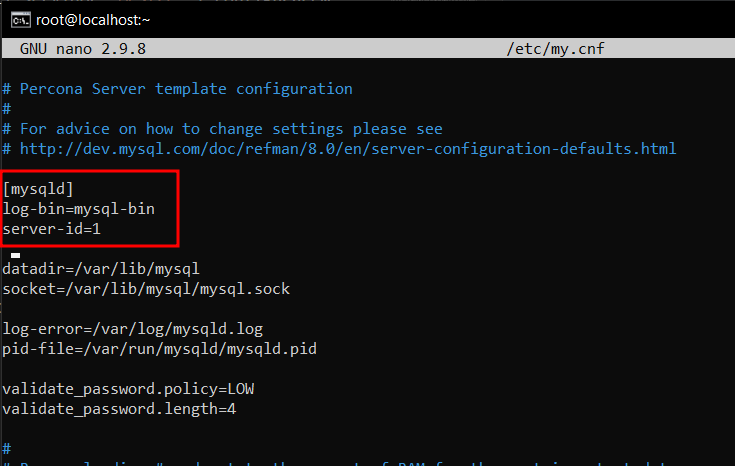 root@localhost:~
GNU nano 2.9.8 /etc/my.cnf
# Percona Server template configuration
#
# For advice on how to change settings please see
# http://dev.mysql.com/doc/refman/8.0/en/server-configuration-defaults.html
[mysqld]
log-bin=mysql-bin
server-id=1
datadir=/var/lib/mysql
socket=/var/lib/mysql/mysql.sock
log-error=/var/log/mysqld.log
pid-file=/var/run/mysqld/mysqld.pid
validate_password.policy=LOW
validate_password.length=4
#